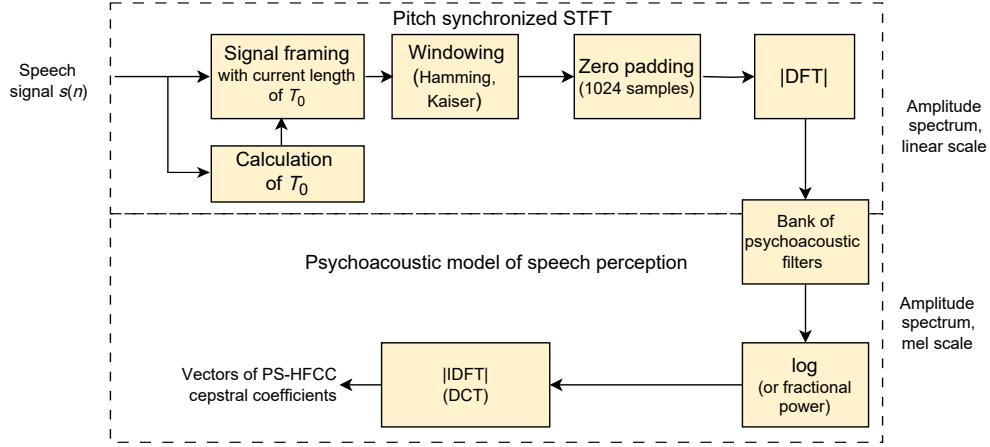 Pitch synchronized STFT
Speech
signal s(n)
Signal framing
with current length
of T0
Windowing
(Hamming,
Kaiser)
Zero padding
(1024 samples)
|DFT|
Calculation
of T0
Amplitude
spectrum,
linear scale
Bank of
psychoacoustic
filters
Psychoacoustic model of speech perception
Amplitude
spectrum,
mel scale
log
(or fractional
power)
|IDFT|
(DCT)
Vectors of PS-HFCC
cepstral coefficients